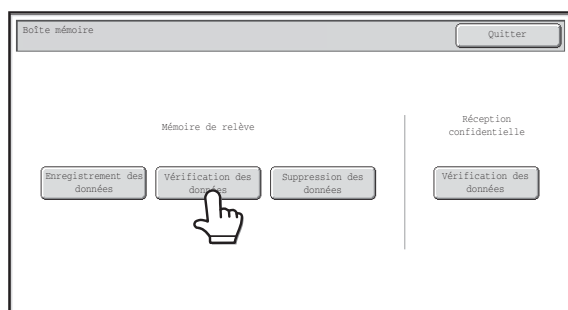 Boîte mémoire
Quitter
Mémoire de relève
Réception
confidentielle
Enregistrement des
données
Vérification des
données
Suppression des
données
Vérification des
données